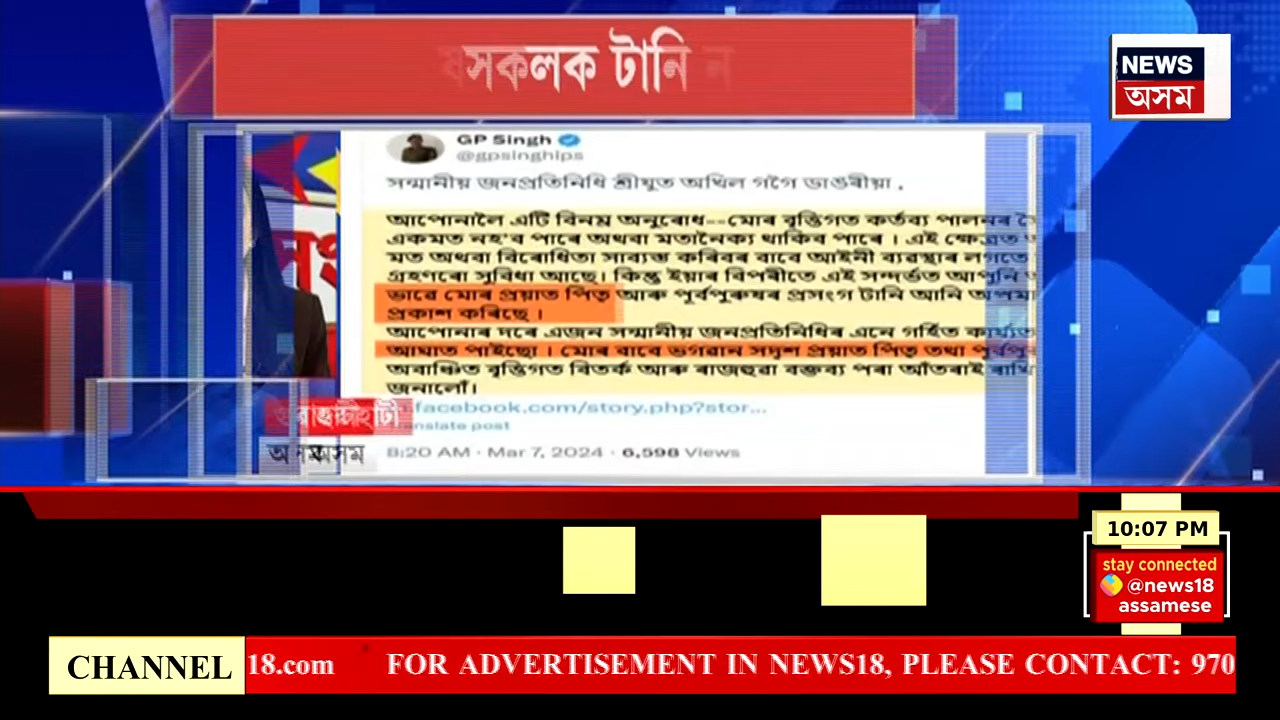 সকলক টানি
NEWS
অসম
GP Singh
@gpsinghips
সন্মানীয় জনপ্ৰতিনিধি শ্ৰীযুত অখিল গগৈ ডাঙৰীয়া ,
আপোনালৈ এটি বিনম্ৰ অনুৰোধ--মোৰ বৃত্তিগত কৰ্তব্য পালনৰ
একমত নহ'ব পাৰে অথবা মতানৈক্য থাকিব পাৰে । এই ক্ষেত্ৰত
মত অথবা বিৰোধিতা সাব্যস্ত কৰিবৰ বাবে আইনী ব্যৱস্থাৰ লগতে
গ্ৰহণৰো সুবিধা আছে। কিন্তু ইয়াৰ বিপৰীতে এই সন্দৰ্ভত আপুনি
ভাৱে মোৰ প্ৰয়াত পিতৃ আৰু পূৰ্বপুৰুষৰ প্ৰসংগ টানি আনি
প্ৰকাশ কৰিছে ।
আপোনাৰ দৰে এজন সন্মানীয় জনপ্ৰতিনিধিৰ এনে গৰ্হিত কাৰ্য্যত
আঘাত পাইছো । মোৰ বাবে ভগৱান সদৃশ প্ৰয়াত পিতৃ তথা
অবাঞ্চিত বৃত্তিগত বিতৰ্ক আৰু ৰাজহুৱা বক্তব্য পৰা আঁতৰাই ৰাখি
জনালোঁ।
.facebook.com/story.php?stor...
anslate post
8:20 AM · Mar 7, 2024 · 6,598 Views
অসম
10:07 PM
stay connected
@news18
assamese
CHANNEL 18.com FOR ADVERTISEMENT IN NEWS18, PLEASE CONTACT: 970